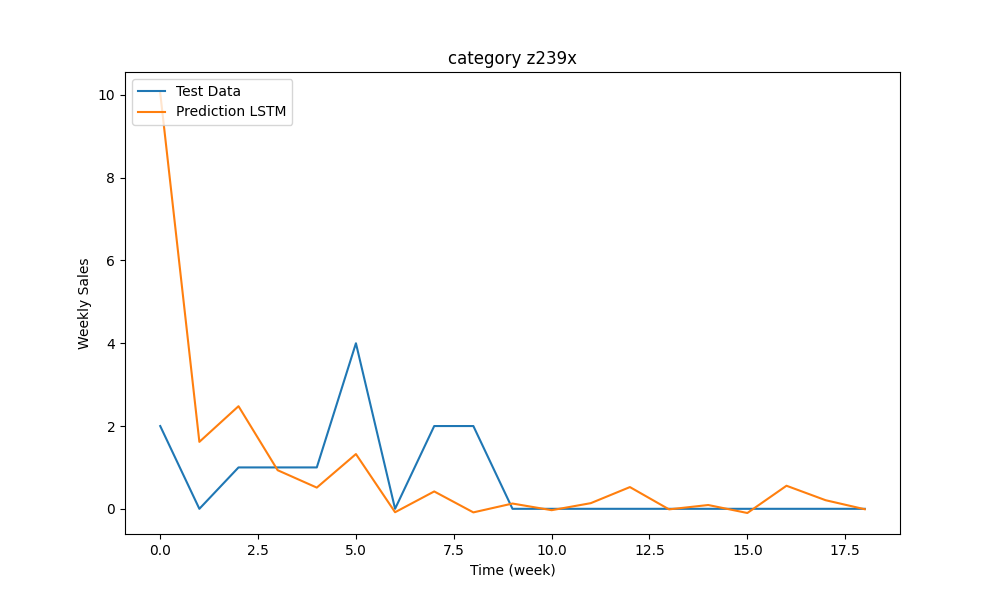 category z239x
Test Data
Prediction LSTM
10
8
6
4
2
0
Weekly Sales
0.0 2.5 5.0 7.5 10.0 12.5 15.0 17.5
Time (week)